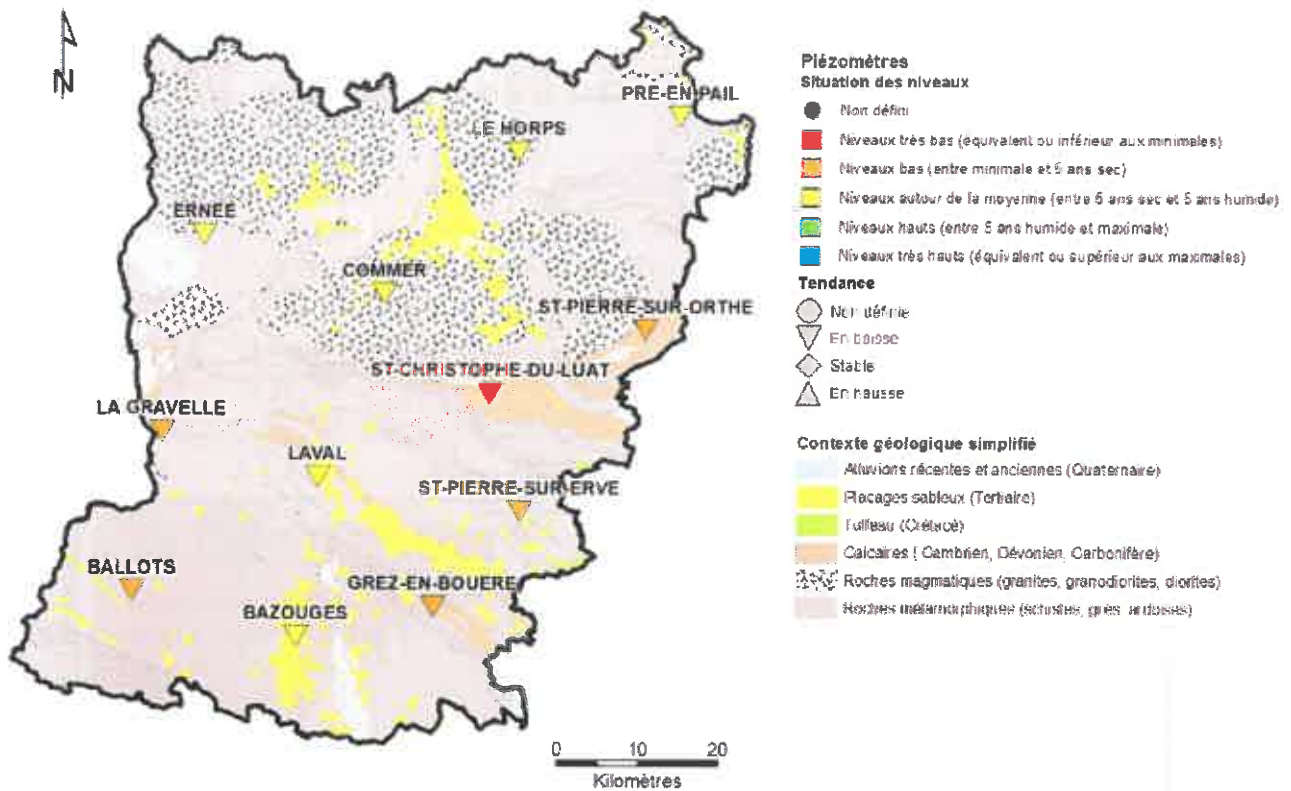 N
PRE-EN-PAIL
LE HORPS
ERNEE
COMMER
ST-PIERRE-SUR-ORTHE
ST-CHRISTOPHE-DU-LUAT
LA GRAVELLE
LAVAL
ST-PIERRE-SUR-ERVE
BALLOTS
GREZ-EN-BOUERE
BAZOUGES
0 10 20
Kilomètres
Piézomètres
Situation des niveaux
Non défini
Niveaux très bas (équivalent ou inférieur aux minimales)
Niveaux bas (entre minimale et 5 ans sec)
Niveaux autour de la moyenne (entre 5 ans sec et 5 ans humide)
Niveaux hauts (entre 5 ans humide et maximale)
Niveaux très hauts (équivalent ou supérieur aux maximales)
Tendance
Non définie
En baisse
Stable
En hausse
Contexte géologique simplifié
Alluvions récentes et anciennes (Quaternaire)
Placages sableux (Tertiaire)
Tuffeau (Crétacé)
Calcaires ( Cambrien, Dévonien, Carbonifère)
Roches magmatiques (granites, granodiorites, diorites)
Roches métamorphiques (schistes, grès, ardoises)